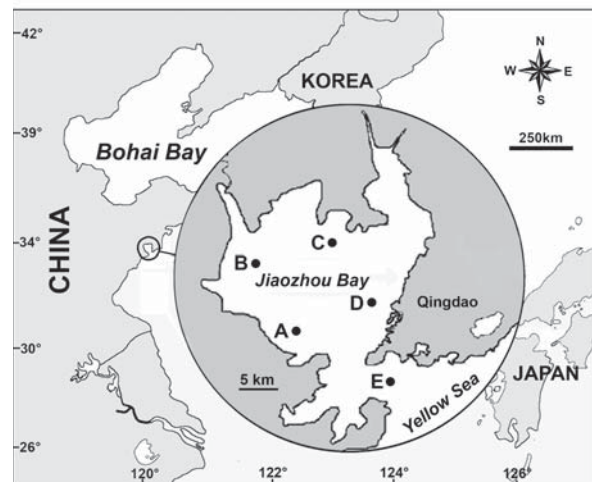 42°
N
W E
S
KOREA
39°
250km
Bohai Bay
CHINA
34°
C
B
Jiaozhou Bay
D
Qingdao
A
30°
5 km
E
JAPAN
Yellow Sea
26°
120° 122° 124° 126°